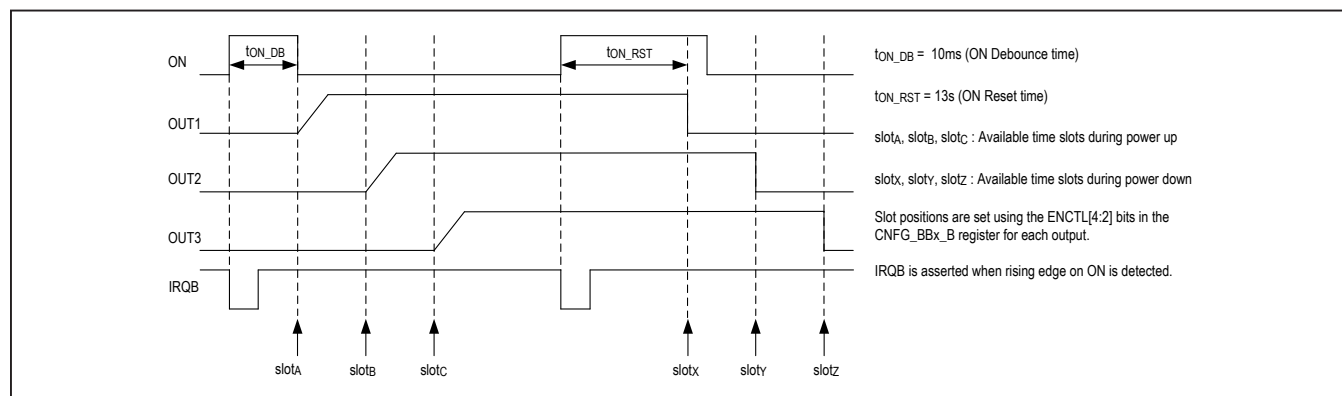 ON
tON_DB
tON_RST
tON_DB = 10ms (ON Debounce time)
tON_RST = 13s (ON Reset time)
OUT1
slotA, slotB, slotC : Available time slots during power up
OUT2
slotX, slotY, slotZ : Available time slots during power down
OUT3
Slot positions are set using the ENCTL[4:2] bits in the
CNFG_BBx_B register for each output.
IRQB
IRQB is asserted when rising edge on ON is detected.
slotA slotB slotC slotX slotY slotZ